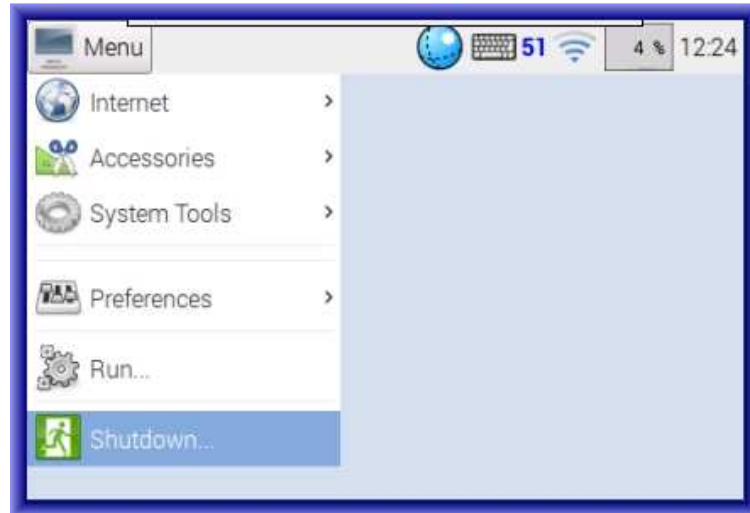 Menu 51 4 % 12:24
Internet
Accessories
System Tools
Preferences
Run...
Shutdown...